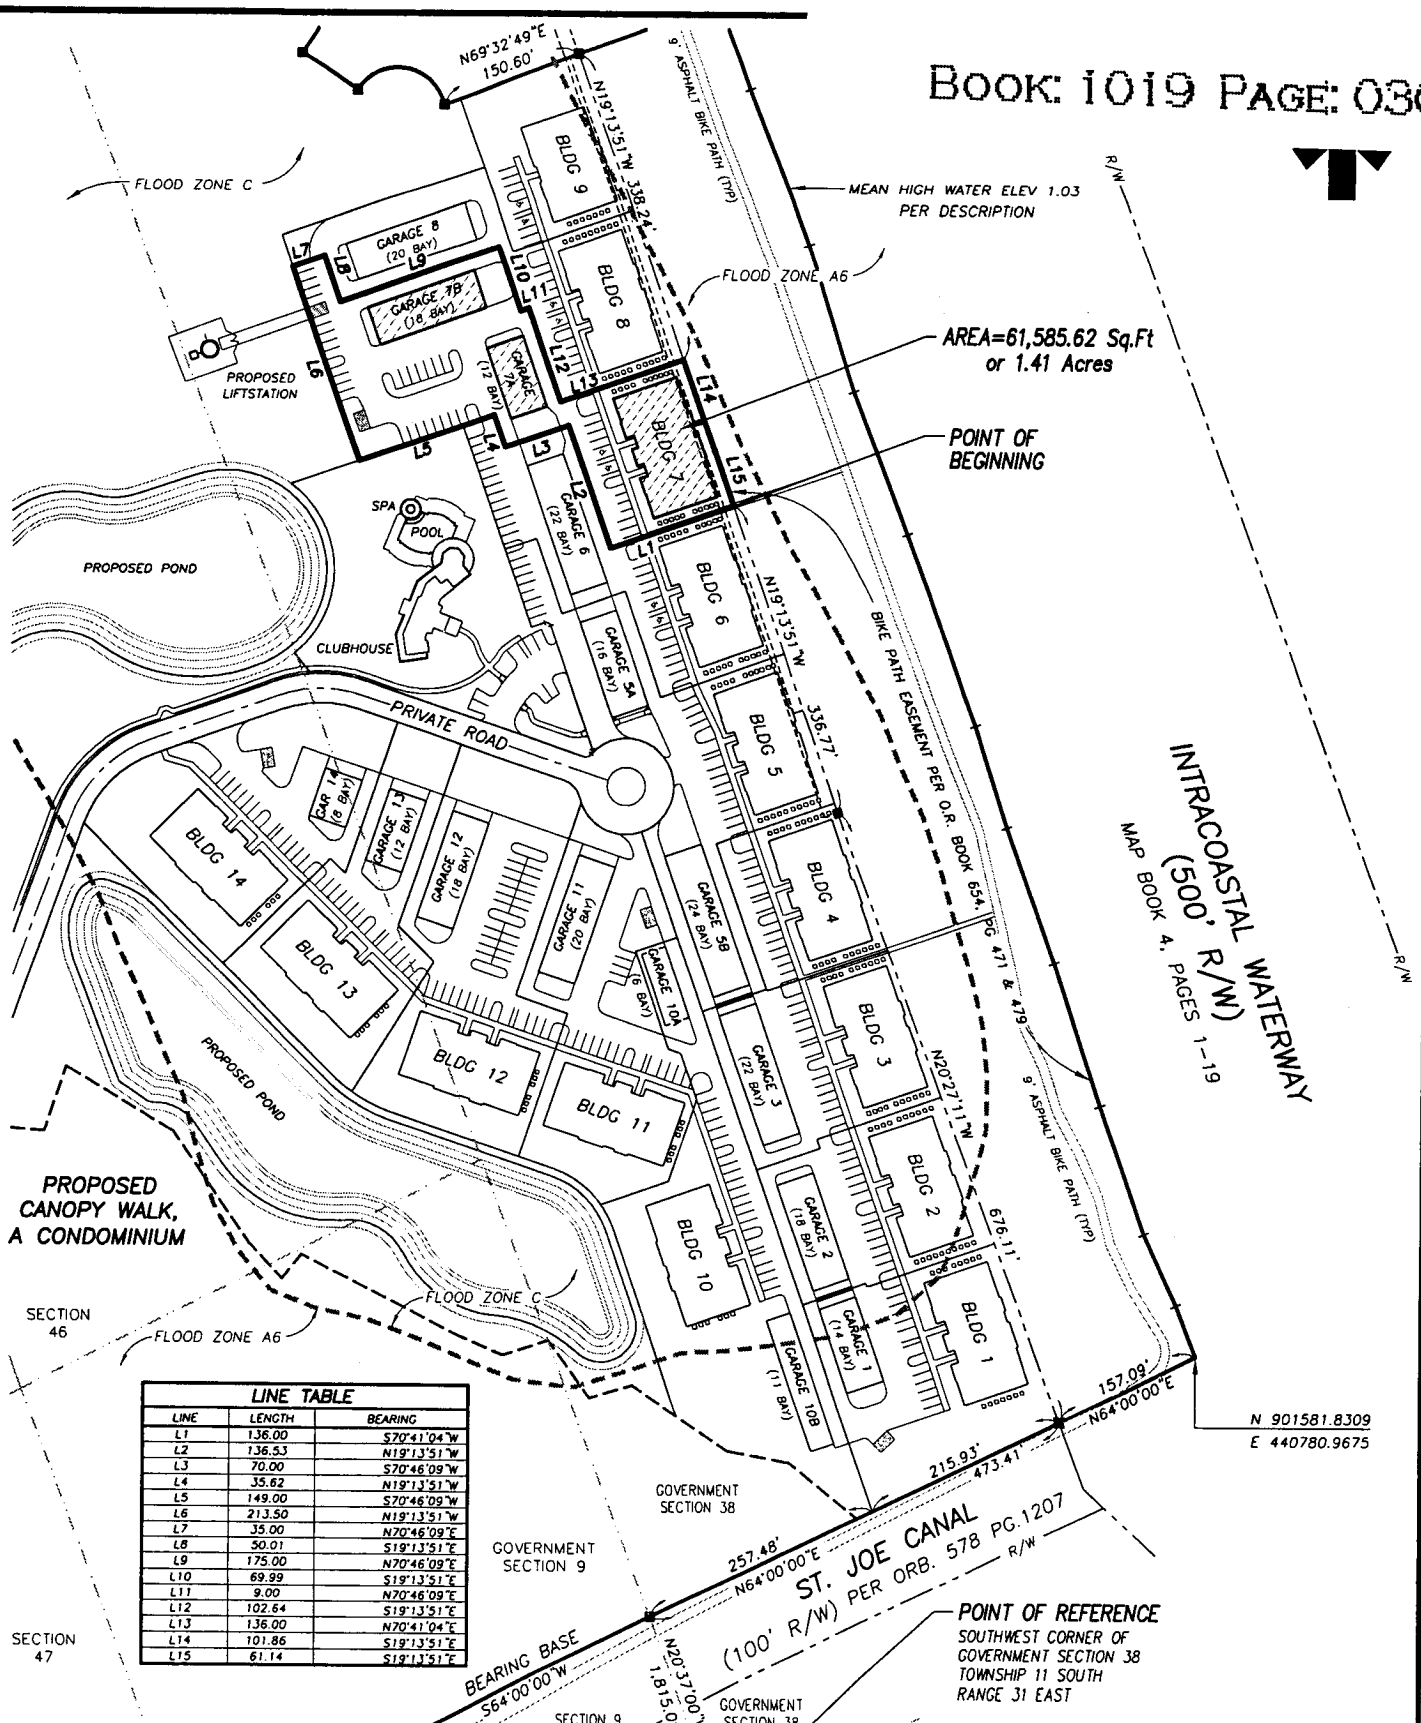 BOOK: 1019 PAGE: 03
N69°32'49"E
150.60'
N19°13'51"W 338.24'
9' ASPHALT BIKE PATH (TYP)
R/W
FLOOD ZONE C
MEAN HIGH WATER ELEV 1.03
PER DESCRIPTION
FLOOD ZONE A6
BLDG 9
GARAGE 8
(20 BAY)
L7
L8
L9
L10
L11
GARAGE 7B
(18 BAY)
BLDG 8
AREA=61,585.62 Sq.Ft
or 1.41 Acres
PROPOSED
LIFTSTATION
L6
GARAGE
7A
(12 BAY)
L12
L13
L14
L5
L4
L3
L2
BLDG 7
L15
POINT OF
BEGINNING
SPA
POOL
GARAGE 6
(22 BAY)
L1
PROPOSED POND
CLUBHOUSE
BLDG 6
N19°13'51"W
336.77'
GARAGE 5A
(16 BAY)
BIKE PATH EASEMENT PER O.R. BOOK 654, PG 471 & 479
PRIVATE ROAD
BLDG 5
INTRACOASTAL WATERWAY
(500' R/W)
MAP BOOK 4, PAGES 1-19
R/W
GAR 14
(8 BAY)
GARAGE 13
(12 BAY)
GARAGE 12
(18 BAY)
GARAGE 11
(20 BAY)
BLDG 14
BLDG 13
GARAGE 5B
(24 BAY)
BLDG 4
GARAGE 10A
(6 BAY)
BLDG 3
N20°27'11"W
676.11'
9' ASPHALT BIKE PATH (TYP)
PROPOSED POND
BLDG 12
BLDG 11
GARAGE 3
(22 BAY)
BLDG 2
PROPOSED
CANOPY WALK,
A CONDOMINIUM
BLDG 10
GARAGE 2
(18 BAY)
SECTION
46
FLOOD ZONE C
FLOOD ZONE A6
GARAGE 1
(14 BAY)
BLDG 1
GARAGE 10B
(11 BAY)
157.09'
N64°00'00"E
N 901581.8309
E 440780.9675
LINE TABLE
LINE LENGTH BEARING
L1 136.00 S70°41'04"W
L2 136.53 N19°13'51"W
L3 70.00 S70°46'09"W
L4 35.62 N19°13'51"W
L5 149.00 S70°46'09"W
L6 213.50 N19°13'51"W
L7 35.00 N70°46'09"E
L8 50.01 S19°13'51"E
L9 175.00 N70°46'09"E
L10 69.99 S19°13'51"E
L11 9.00 N70°46'09"E
L12 102.64 S19°13'51"E
L13 136.00 N70°41'04"E
L14 101.86 S19°13'51"E
L15 61.14 S19°13'51"E
GOVERNMENT
SECTION 38
215.93'
473.41'
GOVERNMENT
SECTION 9
257.48'
N64°00'00"E
ST. JOE CANAL
(100' R/W) PER ORB. 578 PG.1207
R/W
SECTION
47
BEARING BASE
S64°00'00"W
N20°37'00"
1,815.0
POINT OF REFERENCE
SOUTHWEST CORNER OF
GOVERNMENT SECTION 38
TOWNSHIP 11 SOUTH
RANGE 31 EAST
GOVERNMENT
SECTION 38
SECTION 9